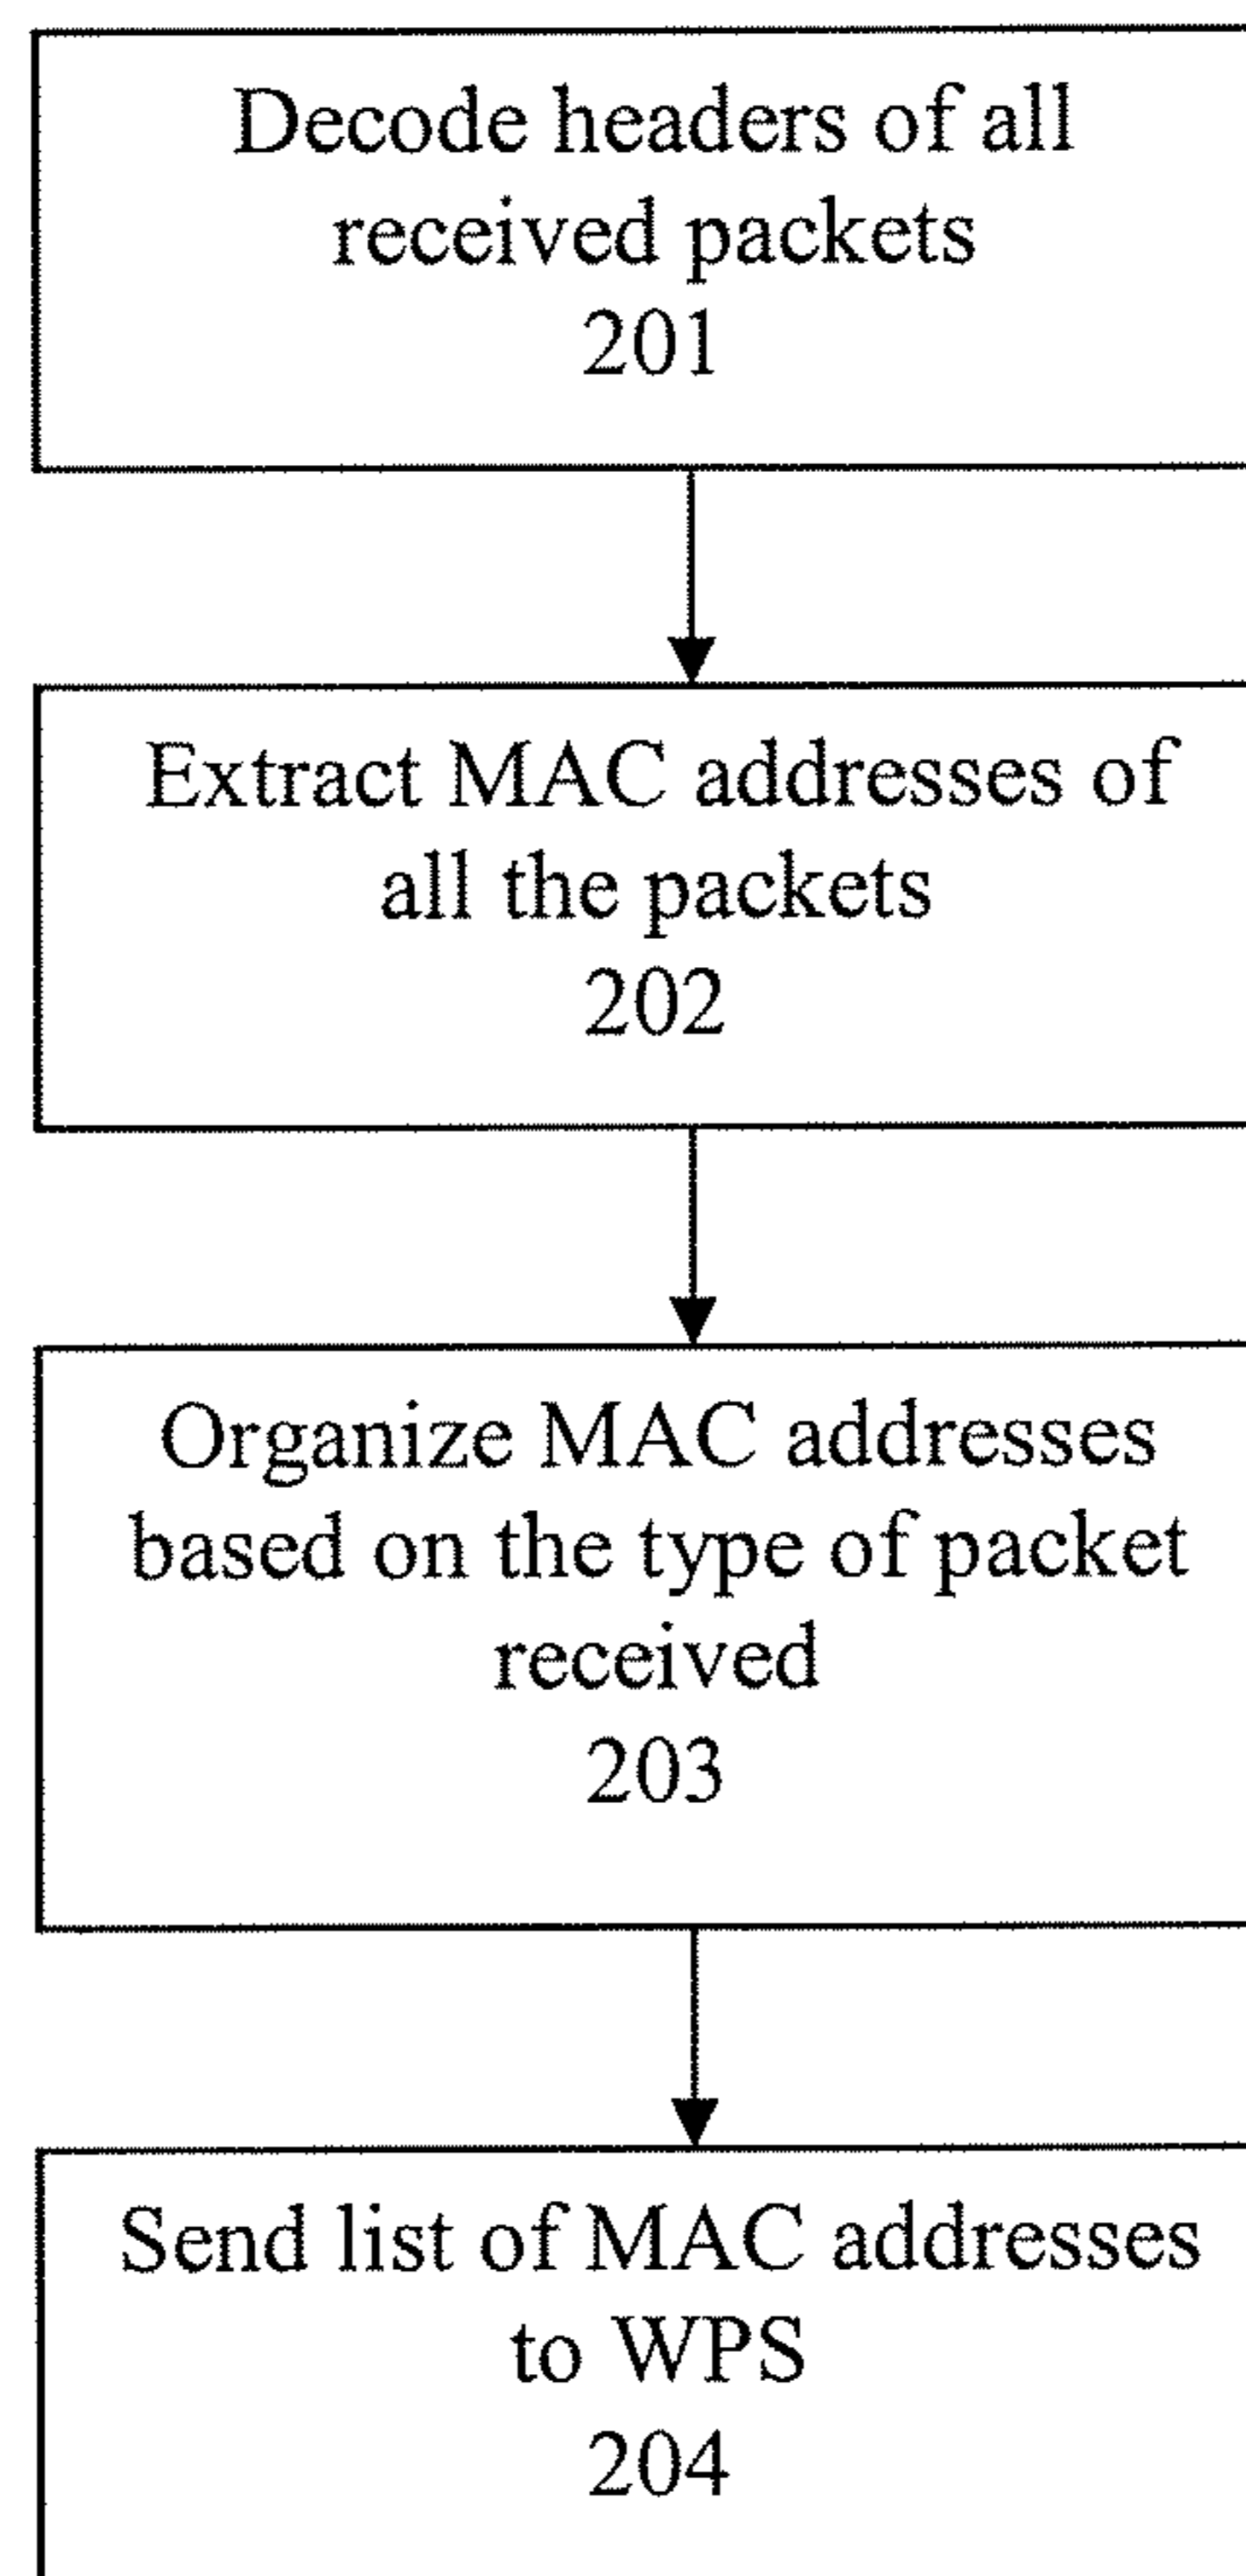 Decode headers of all
received packets
201
Extract MAC addresses of
all the packets
202
Organize MAC addresses
based on the type of packet
received
203
Send list of MAC addresses
to WPS
204